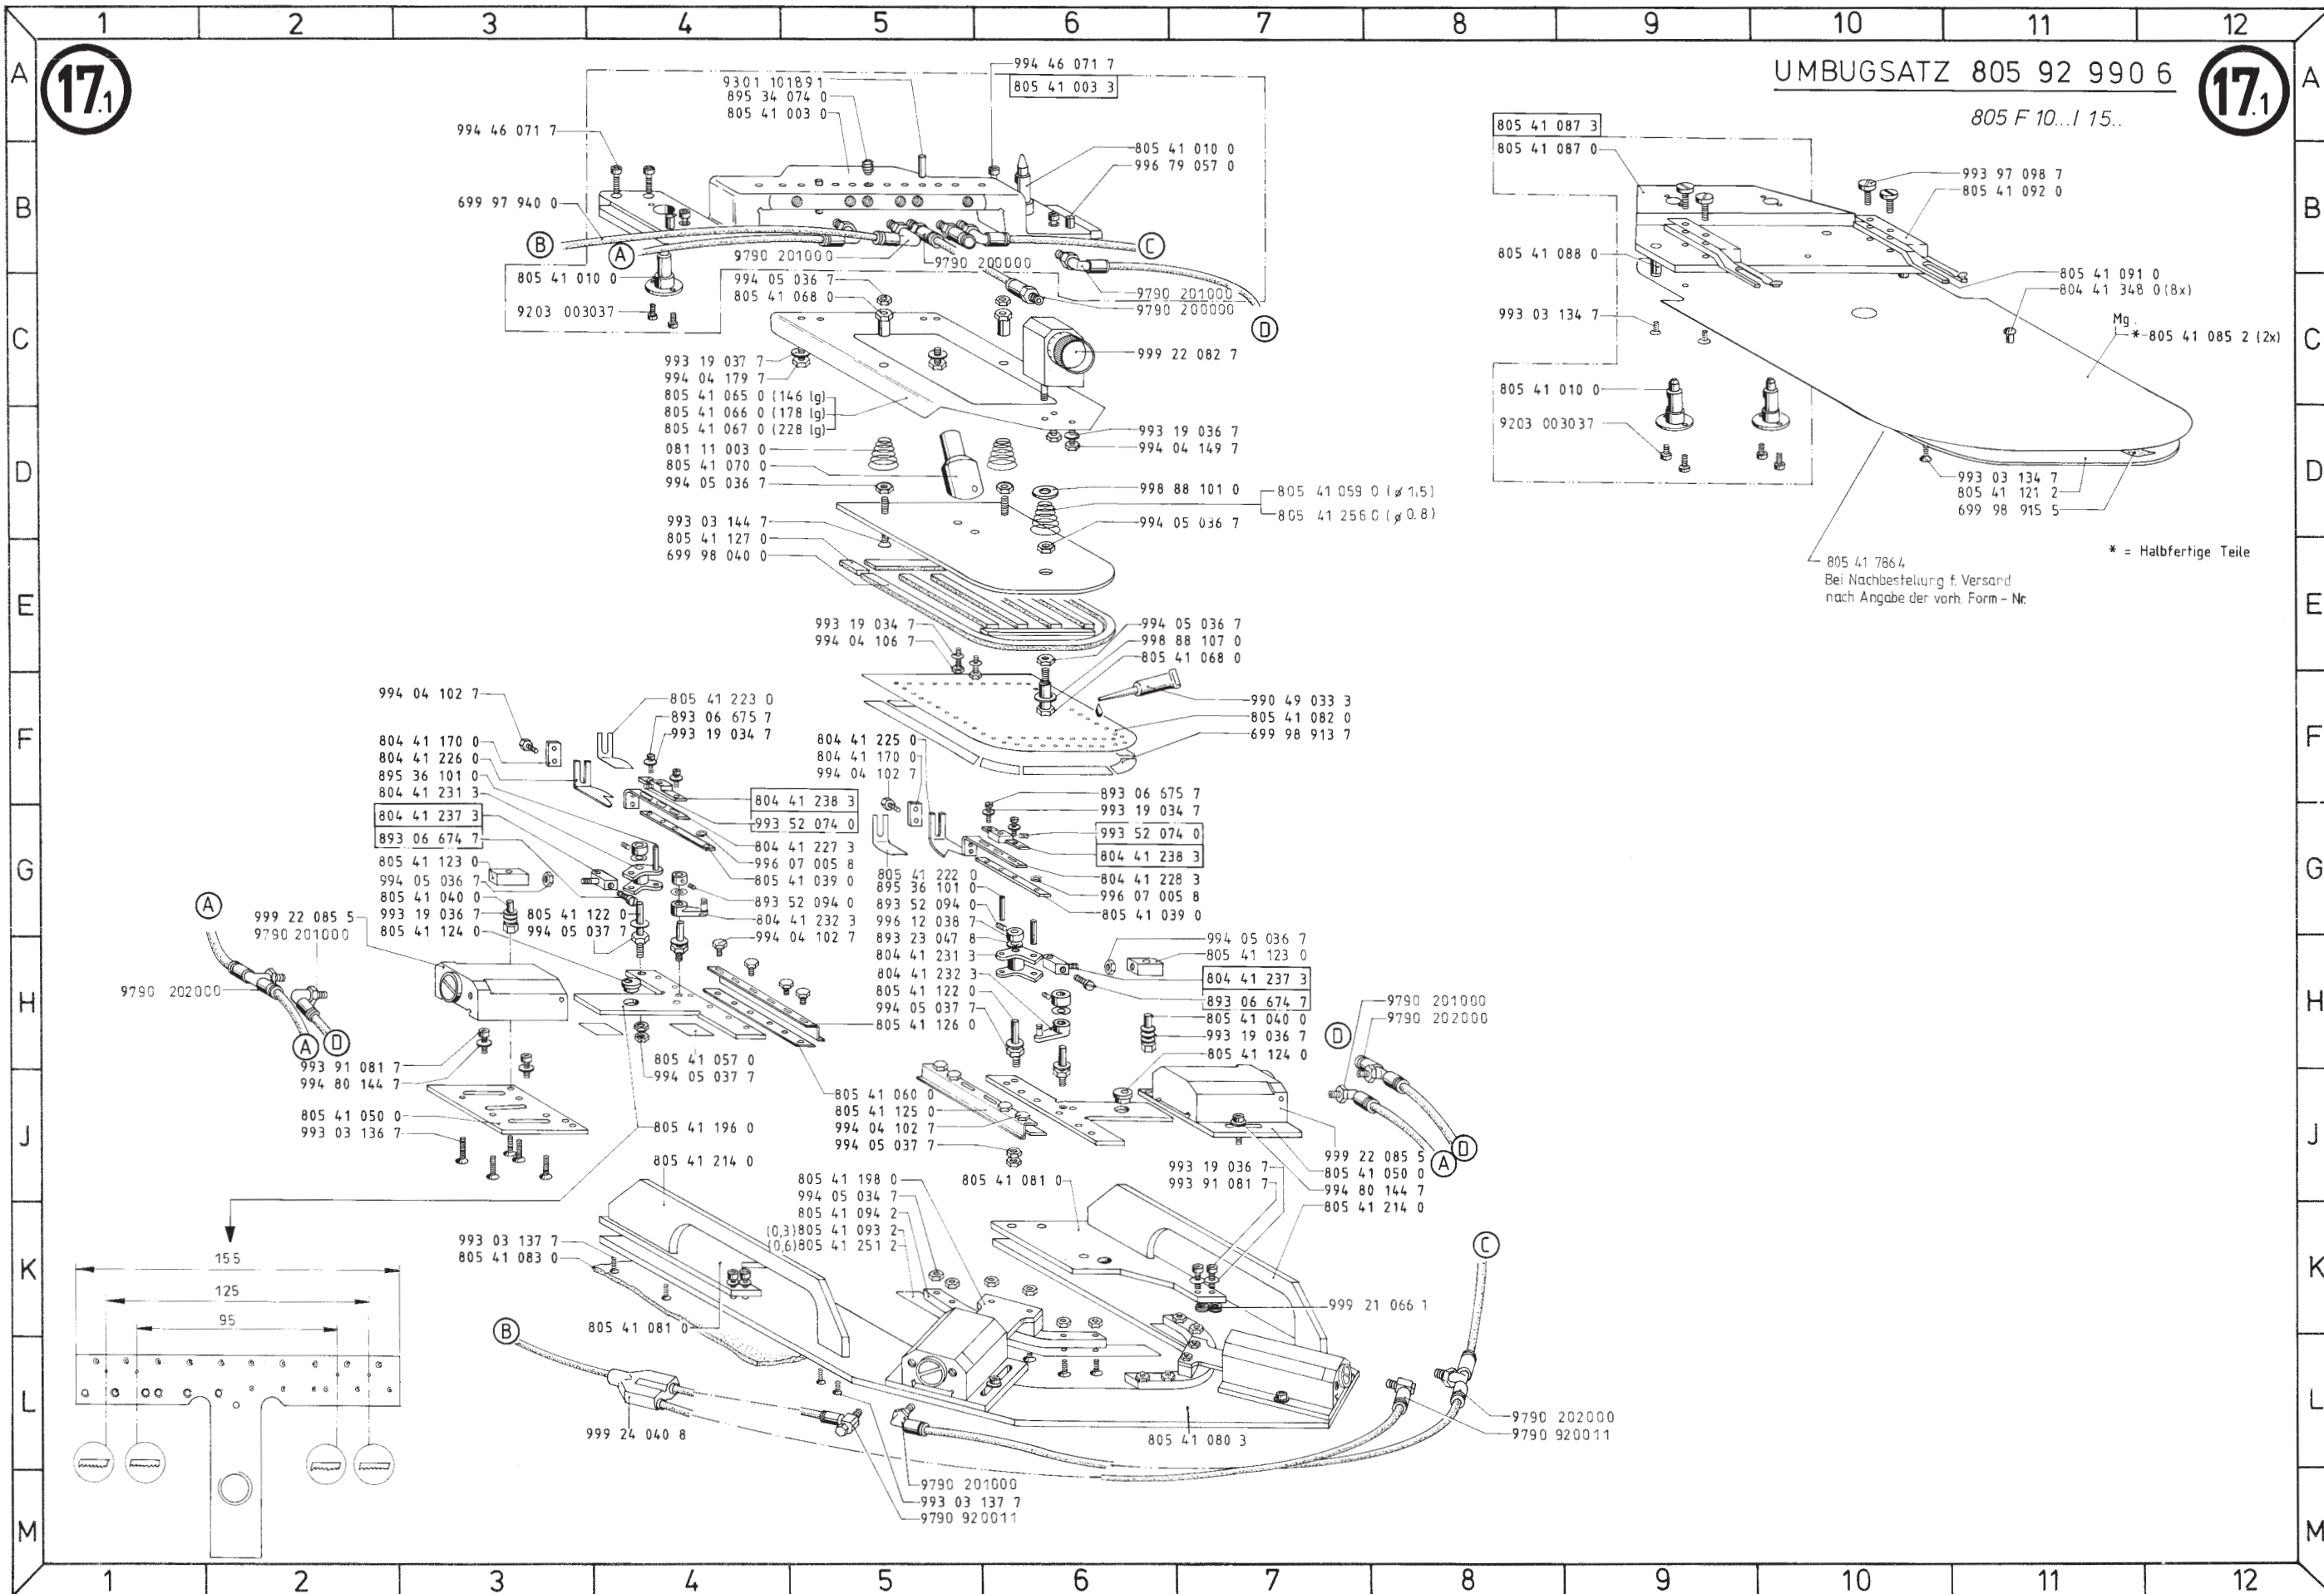 1 2 3 4 5 6 7 8 9 10 11 12
A
17.1
UMBUGSATZ 805 92 990 6
17.1
A
805 F 10...I 15..
994 46 071 7
805 41 003 3
9301 101891
895 34 074 0
805 41 003 0
994 46 071 7
805 41 010 0
996 79 057 0
B
699 97 940 0
B
A
C
9790 201000
9790 200000
805 41 010 0
9203 003037
994 05 036 7
805 41 068 0
9790 201000
9790 200000
D
C
999 22 082 7
993 19 037 7
994 04 179 7
805 41 065 0 (146 lg)
805 41 066 0 (178 lg)
805 41 067 0 (228 lg)
993 19 036 7
994 04 149 7
081 11 003 0
805 41 070 0
994 05 036 7
D
998 88 101 0
805 41 059 0 (ø 1,5)
805 41 256 0 (ø 0.8)
994 05 036 7
993 03 144 7
805 41 127 0
699 98 040 0
E
993 19 034 7
994 04 106 7
994 05 036 7
998 88 107 0
805 41 068 0
990 49 033 3
805 41 082 0
699 98 913 7
805 41 087 3
805 41 087 0
993 97 098 7
805 41 092 0
B
805 41 088 0
805 41 091 0
804 41 348 0 (8x)
993 03 134 7
Mg.
*-805 41 085 2 (2x)
C
805 41 010 0
9203 003037
993 03 134 7
805 41 121 2
699 98 915 5
D
* = Halbfertige Teile
805 41 786 4
Bei Nachbestellung f. Versand
nach Angabe der vorh. Form - Nr.
E
F
994 04 102 7
805 41 223 0
893 06 675 7
993 19 034 7
804 41 170 0
804 41 226 0
895 36 101 0
804 41 231 3
804 41 237 3
893 06 674 7
804 41 238 3
993 52 074 0
804 41 227 3
996 07 005 8
805 41 039 0
G
805 41 123 0
994 05 036 7
805 41 040 0
993 19 036 7
805 41 124 0
805 41 122 0
994 05 037 7
893 52 094 0
804 41 232 3
994 04 102 7
804 41 225 0
804 41 170 0
994 04 102 7
893 06 675 7
993 19 034 7
993 52 074 0
804 41 238 3
804 41 228 3
996 07 005 8
805 41 039 0
F
G
805 41 222 0
895 36 101 0
893 52 094 0
996 12 038 7
893 23 047 8
804 41 231 3
804 41 232 3
805 41 122 0
994 05 037 7
805 41 126 0
994 05 036 7
805 41 123 0
804 41 237 3
893 06 674 7
805 41 040 0
993 19 036 7
805 41 124 0
A
999 22 085 5
9790 201000
9790 202000
H
A
D
993 91 081 7
994 80 144 7
805 41 050 0
993 03 136 7
805 41 057 0
994 05 037 7
805 41 196 0
805 41 214 0
805 41 060 0
805 41 125 0
994 04 102 7
994 05 037 7
9790 201000
9790 202000
D
H
A
D
999 22 085 5
805 41 050 0
994 80 144 7
805 41 214 0
J
J
993 19 036 7
993 91 081 7
805 41 198 0
994 05 034 7
805 41 094 2
(0,3) 805 41 093 2
(0,6) 805 41 251 2
805 41 081 0
993 03 137 7
805 41 083 0
805 41 081 0
K
155
125
95
C
999 21 066 1
K
B
999 24 040 8
L
805 41 080 3
9790 202000
9790 920011
L
9790 201000
993 03 137 7
9790 920011
M
M
1 2 3 4 5 6 7 8 9 10 11 12